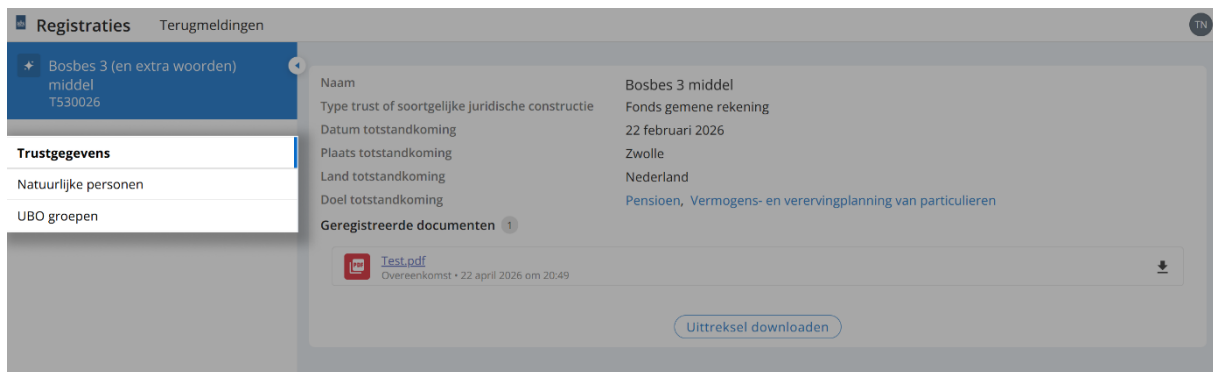 Registraties Terugmeldingen TN
Bosbes 3 (en extra woorden)
middel
T530026
Trustgegevens
Natuurlijke personen
UBO groepen
Naam Bosbes 3 middel
Type trust of soortgelijke juridische constructie Fonds gemene rekening
Datum totstandkoming 22 februari 2026
Plaats totstandkoming Zwolle
Land totstandkoming Nederland
Doel totstandkoming Pensioen, Vermogens- en verervingplanning van particulieren
Geregistreerde documenten 1
PDF Test.pdf
Overeenkomst • 22 april 2026 om 20:49
Uittreksel downloaden